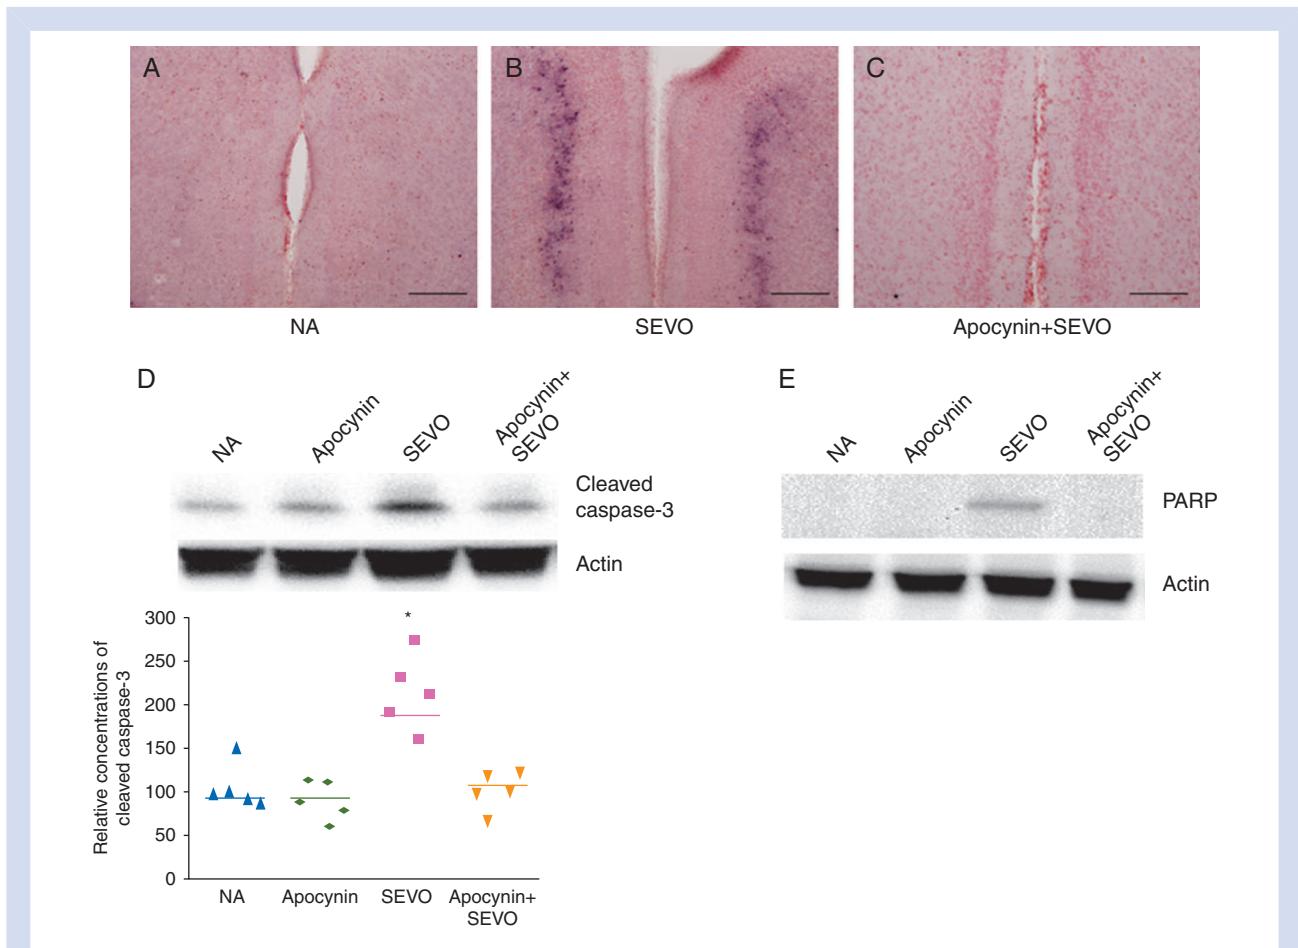 A
B
C
NA
SEVO
Apocynin+SEVO
D
NA
Apocynin
SEVO
Apocynin+
SEVO
Cleaved
caspase-3
Actin
E
NA
Apocynin
SEVO
Apocynin+
SEVO
PARP
Actin
Relative concentrations of
cleaved caspase-3
300
250
200
150
100
50
0
*
NA
Apocynin
SEVO
Apocynin+
SEVO